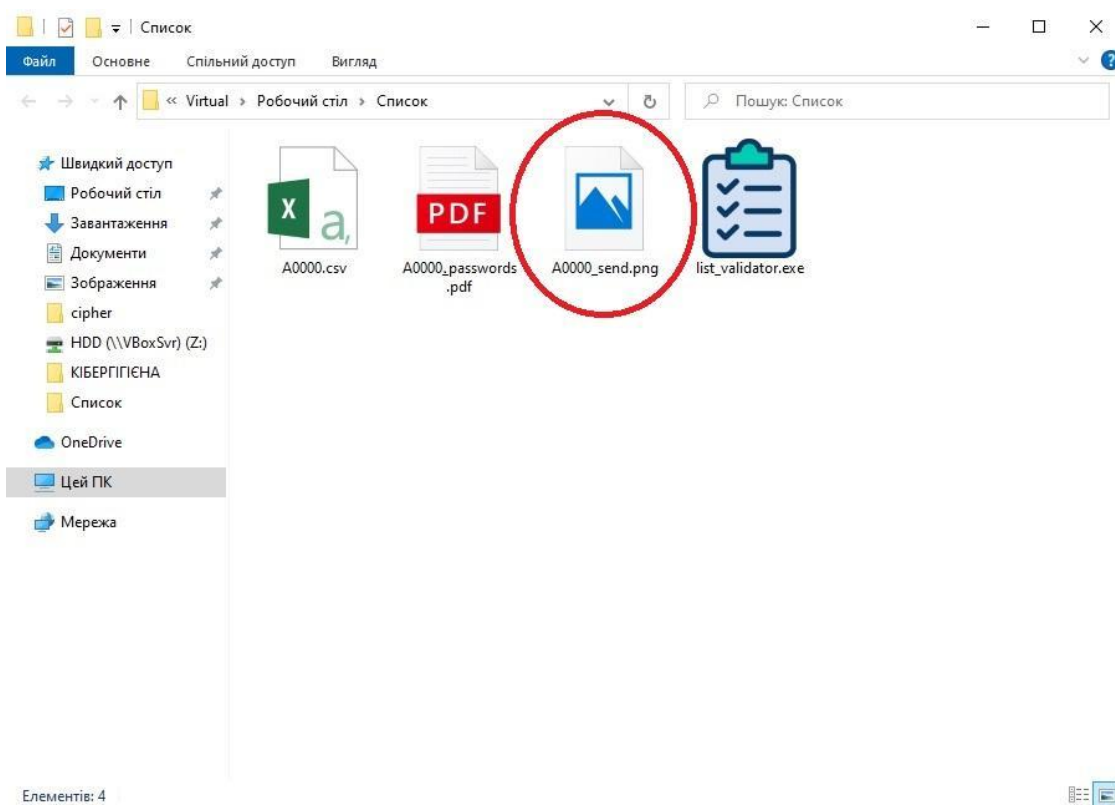 Список
Файл Основне Спільний доступ Вигляд
« Virtual › Робочий стіл › Список
Пошук: Список
Швидкий доступ
Робочий стіл
Завантаження
Документи
Зображення
cipher
HDD (\\VBoxSvr) (Z:)
КІБЕРГІГІЄНА
Список
OneDrive
Цей ПК
Мережа
X a,
A0000.csv
PDF
A0000_passwords
.pdf
A0000_send.png
list_validator.exe
Елементів: 4